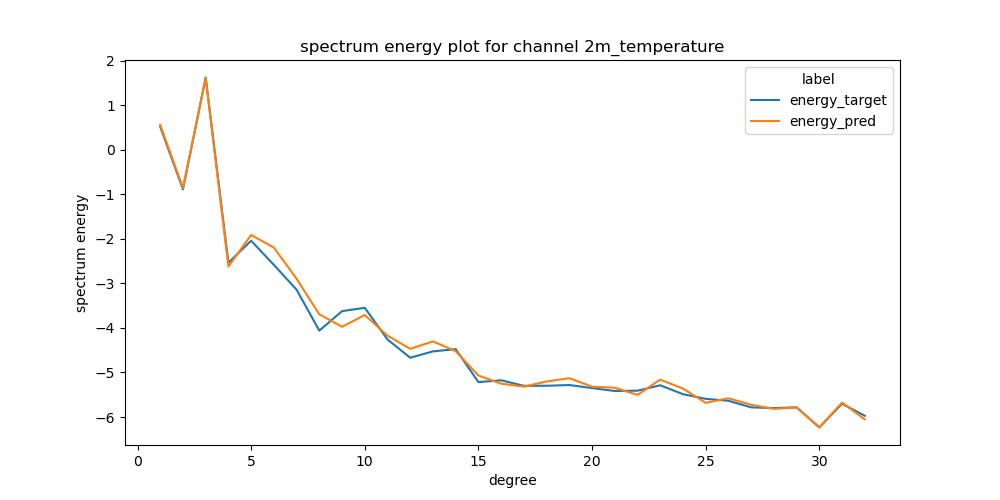 spectrum energy plot for channel 2m_temperature
label
energy_target
energy_pred
spectrum energy
2
1
0
−1
−2
−3
−4
−5
−6
0
5
10
15
20
25
30
degree